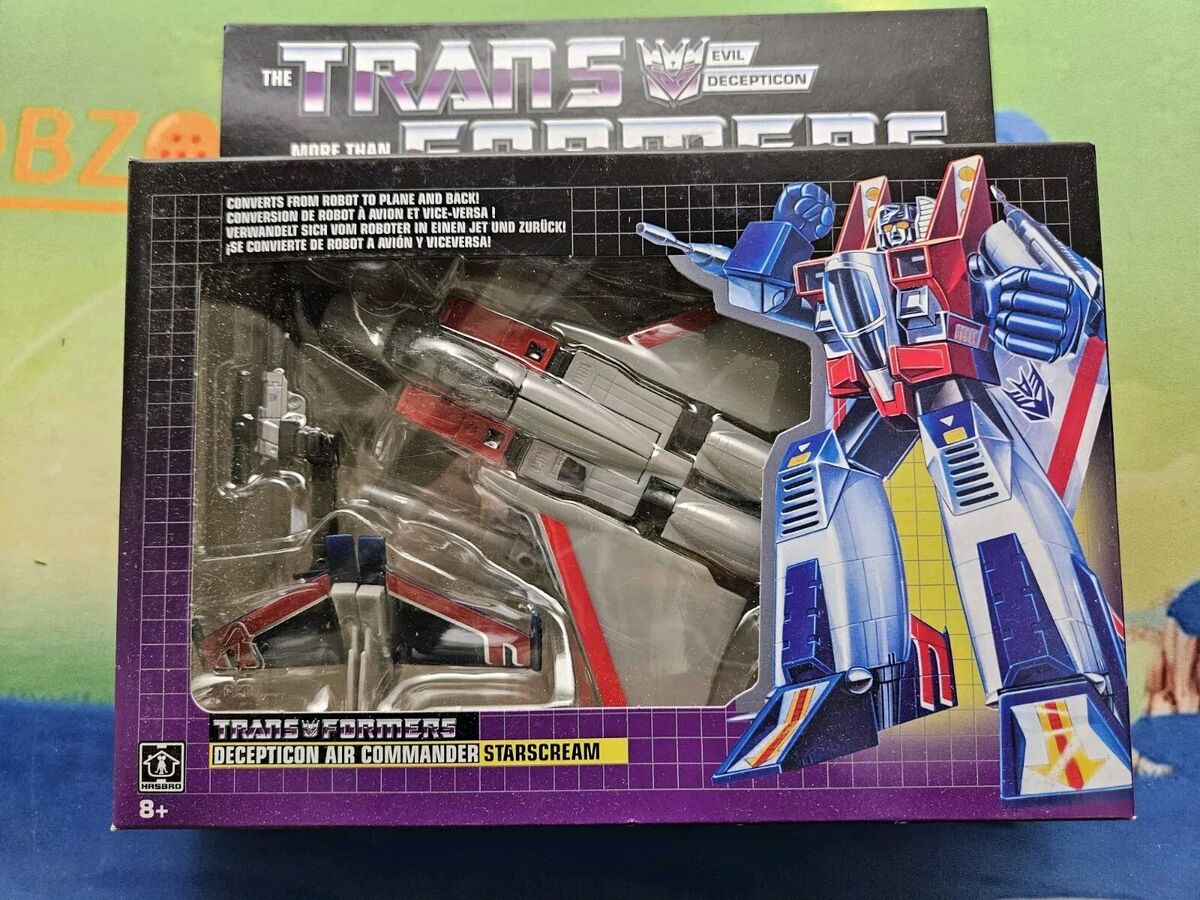 THE TRANS
EVIL
DECEPTICON
MORE THAN
FORMERS
DBZ
CONVERTS FROM ROBOT TO PLANE AND BACK!
CONVERSION DE ROBOT À AVION ET VICE-VERSA !
VERWANDELT SICH VOM ROBOTER IN EINEN JET UND ZURÜCK!
¡SE CONVIERTE DE ROBOT A AVIÓN Y VICEVERSA!
TRANSFORMERS
DECEPTICON AIR COMMANDER STARSCREAM
HASBRO
8+